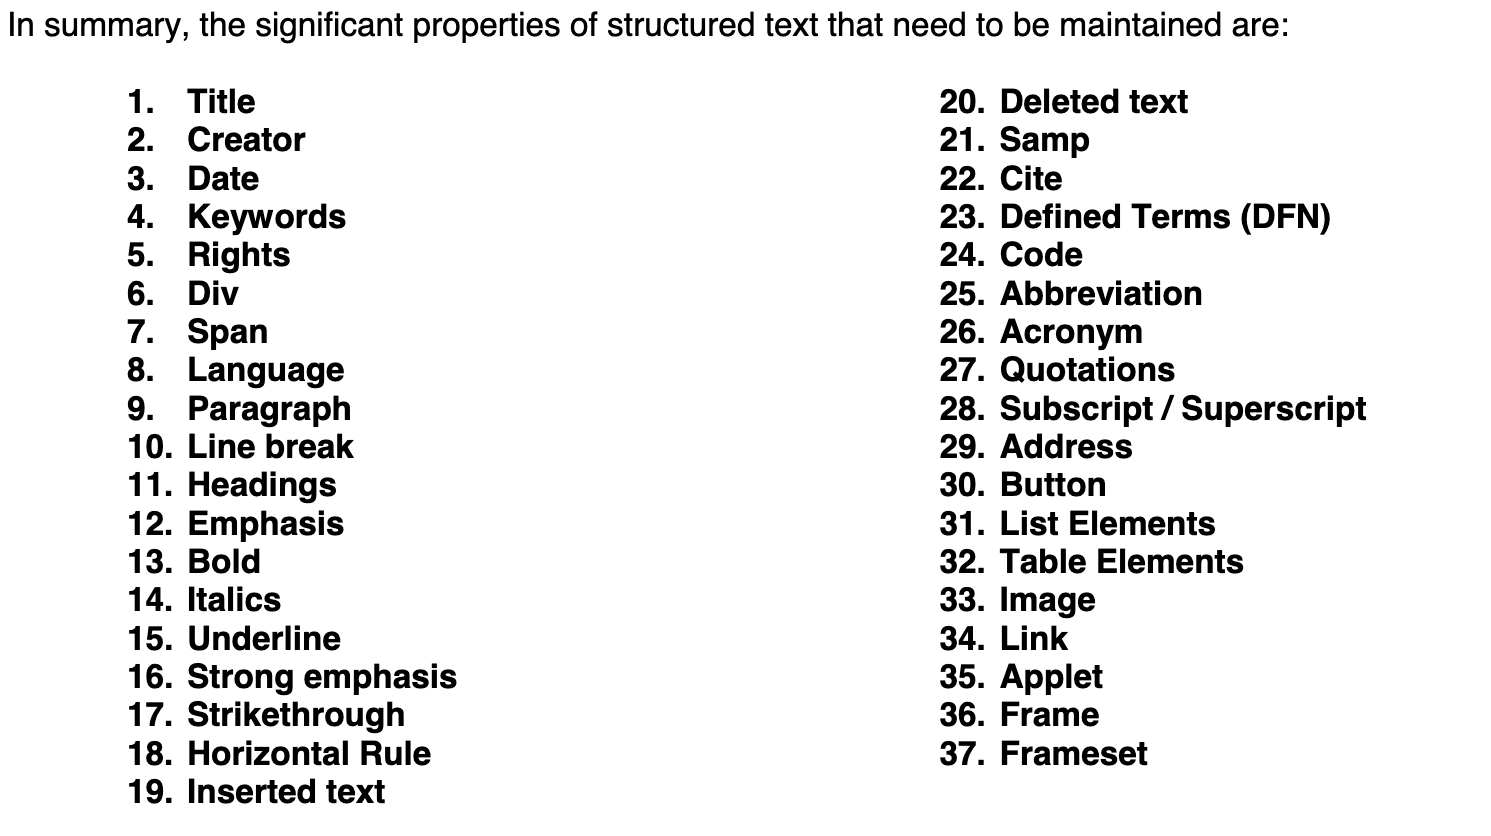 In summary, the significant properties of structured text that need to be maintained are:
1. Title
2. Creator
3. Date
4. Keywords
5. Rights
6. Div
7. Span
8. Language
9. Paragraph
10. Line break
11. Headings
12. Emphasis
13. Bold
14. Italics
15. Underline
16. Strong emphasis
17. Strikethrough
18. Horizontal Rule
19. Inserted text
20. Deleted text
21. Samp
22. Cite
23. Defined Terms (DFN)
24. Code
25. Abbreviation
26. Acronym
27. Quotations
28. Subscript / Superscript
29. Address
30. Button
31. List Elements
32. Table Elements
33. Image
34. Link
35. Applet
36. Frame
37. Frameset